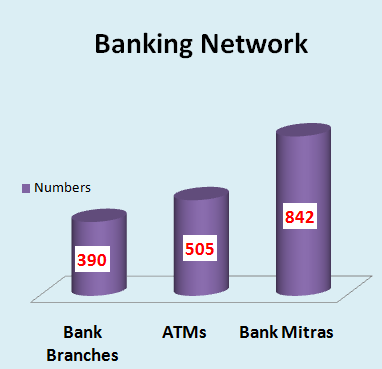 Banking Network
Numbers
390
505
842
Bank Branches
ATMs
Bank Mitras